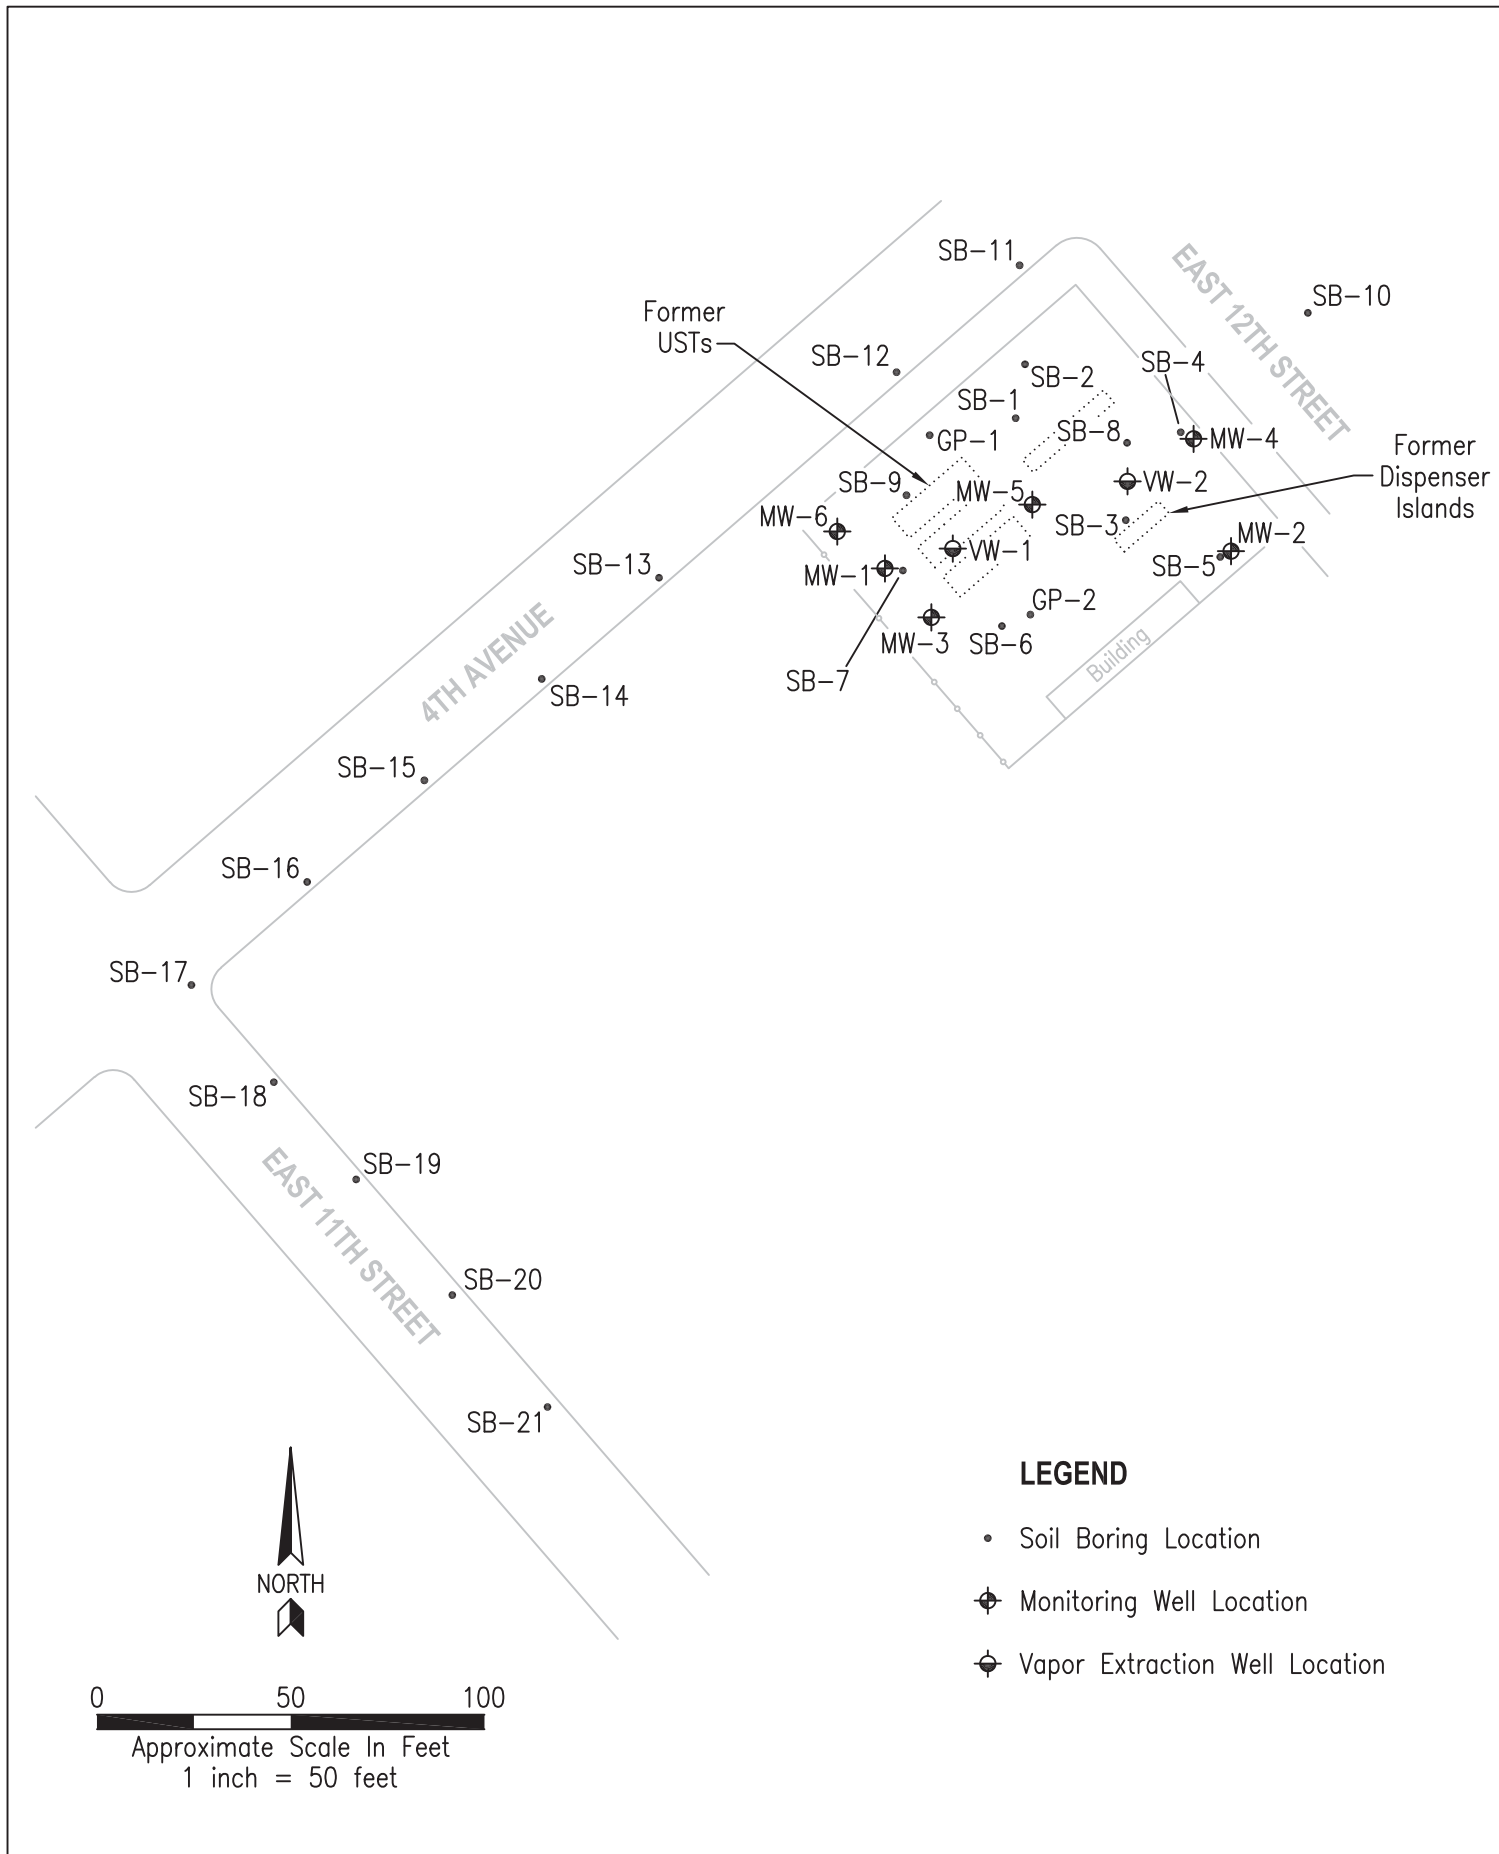 SB-11
EAST 12TH STREET
SB-10
Former
USTs
SB-12
SB-2
SB-4
SB-1
GP-1
SB-8
MW-4
Former
Dispenser
Islands
SB-9
MW-5
VW-2
MW-6
SB-3
MW-2
VW-1
SB-5
SB-13
MW-1
GP-2
MW-3
SB-6
Building
SB-7
4TH AVENUE
SB-14
SB-15
SB-16
SB-17
SB-18
SB-19
EAST 11TH STREET
SB-20
SB-21
NORTH
0 50 100
Approximate Scale In Feet
1 inch = 50 feet
LEGEND
Soil Boring Location
Monitoring Well Location
Vapor Extraction Well Location